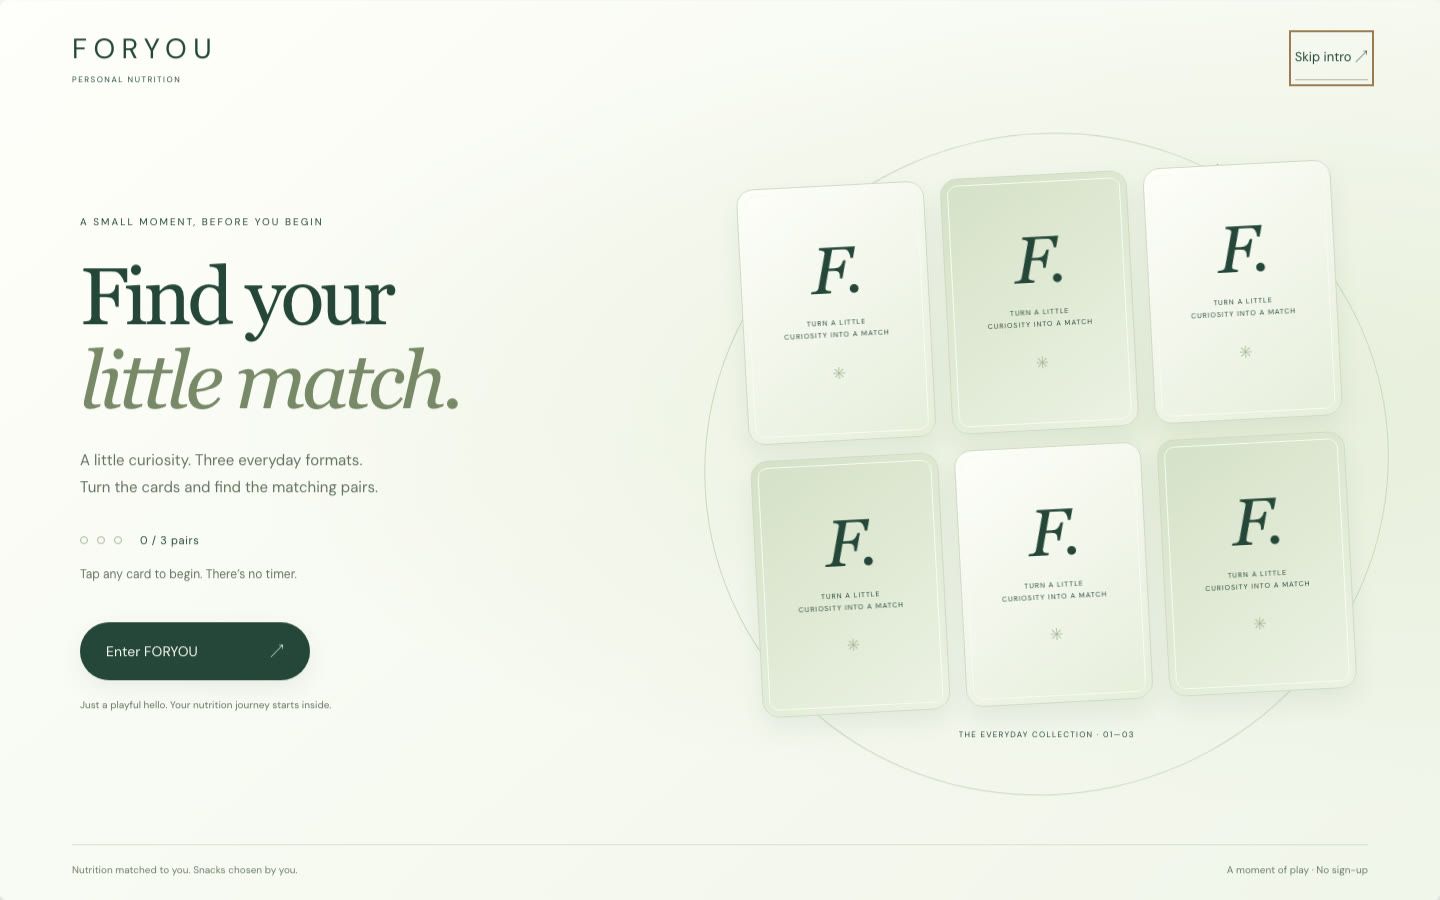 FORYOU
PERSONAL NUTRITION
Skip intro ↗
A SMALL MOMENT, BEFORE YOU BEGIN
Find your
little match.
A little curiosity. Three everyday formats.
Turn the cards and find the matching pairs.
0 / 3 pairs
Tap any card to begin. There's no timer.
Enter FORYOU ↗
Just a playful hello. Your nutrition journey starts inside.
F.
TURN A LITTLE
CURIOSITY INTO A MATCH
F.
TURN A LITTLE
CURIOSITY INTO A MATCH
F.
TURN A LITTLE
CURIOSITY INTO A MATCH
F.
TURN A LITTLE
CURIOSITY INTO A MATCH
F.
TURN A LITTLE
CURIOSITY INTO A MATCH
F.
TURN A LITTLE
CURIOSITY INTO A MATCH
THE EVERYDAY COLLECTION · 01—03
Nutrition matched to you. Snacks chosen by you.
A moment of play · No sign-up